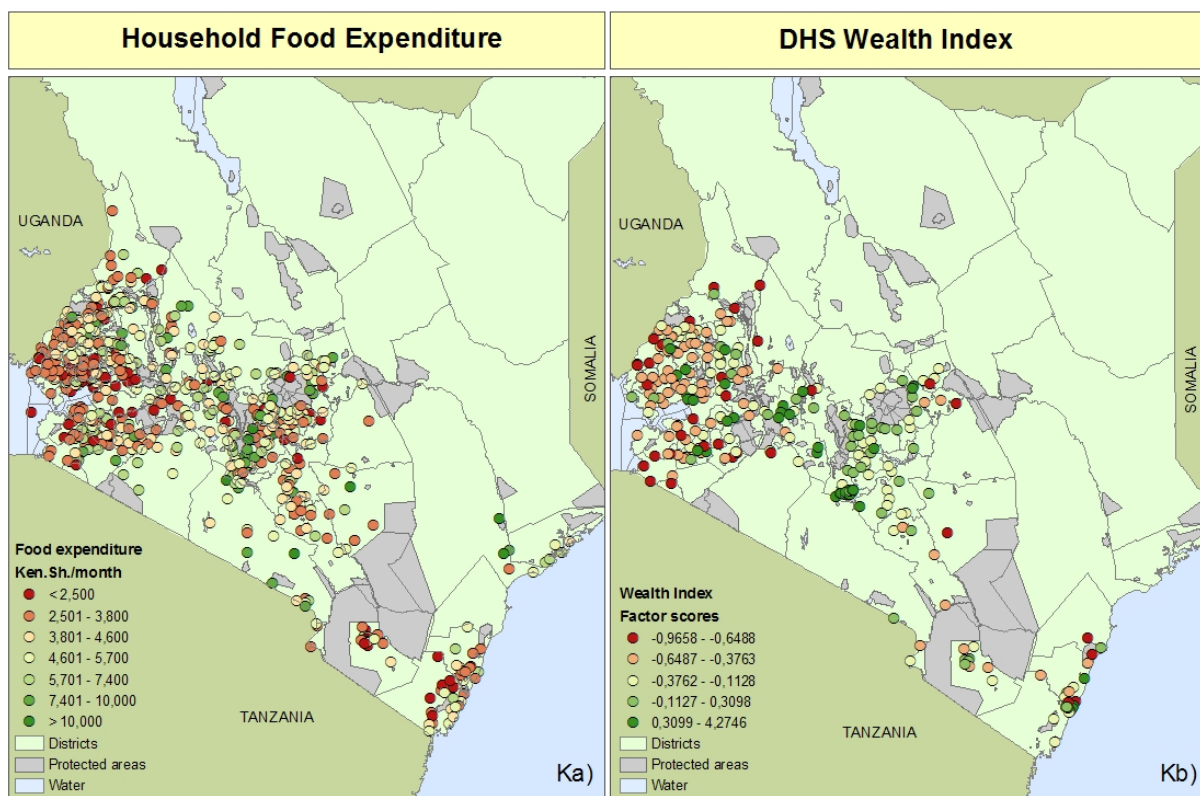 Household Food Expenditure
UGANDA
SOMALIA
TANZANIA
Food expenditure
Ken.Sh./month
<2,500
2,501 - 3,800
3,801 - 4,600
4,601 - 5,700
5,701 - 7,400
7,401 - 10,000
> 10,000
Districts
Protected areas
Water
Ka)
DHS Wealth Index
UGANDA
SOMALIA
TANZANIA
Wealth Index
Factor scores
-0,9658 - -0,6488
-0,6487 - -0,3763
-0,3762 - -0,1128
-0,1127 - 0,3098
0,3099 - 4,2746
Districts
Protected areas
Water
Kb)